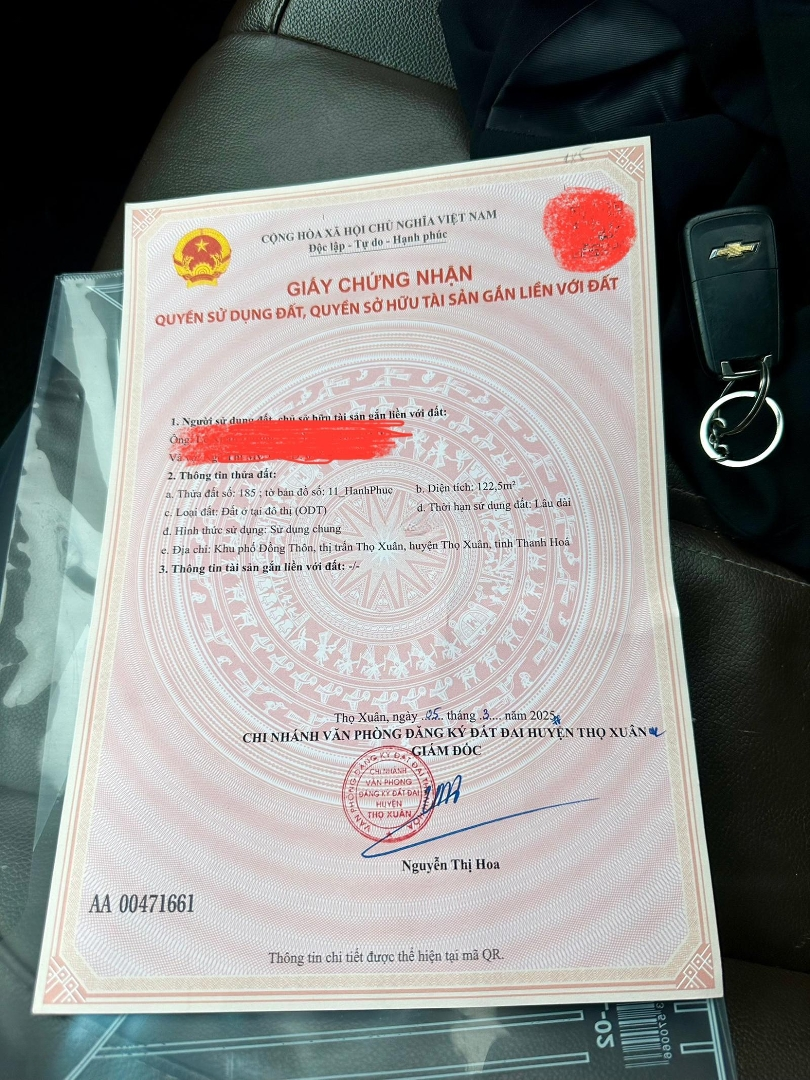 CỘNG HÒA XÃ HỘI CHỦ NGHĨA VIỆT NAM
Độc lập - Tự do - Hạnh phúc
GIẤY CHỨNG NHẬN
QUYỀN SỬ DỤNG ĐẤT, QUYỀN SỞ HỮU TÀI SẢN GẮN LIỀN VỚI ĐẤT
1. Người sử dụng đất, chủ sở hữu tài sản gắn liền với đất:
Ông
Và
2. Thông tin thửa đất:
a. Thửa đất số: 185 ; tờ bản đồ số: 11_HanhPhuc b. Diện tích: 122,5m²
c. Loại đất: Đất ở tại đô thị (ODT) d. Thời hạn sử dụng đất: Lâu dài
đ. Hình thức sử dụng: Sử dụng chung
e. Địa chỉ: Khu phố Đồng Thôn, thị trấn Thọ Xuân, huyện Thọ Xuân, tỉnh Thanh Hoá
3. Thông tin tài sản gắn liền với đất: -/-
Thọ Xuân, ngày .05.. tháng .3.... năm 2025
CHI NHÁNH VĂN PHÒNG ĐĂNG KÝ ĐẤT ĐAI HUYỆN THỌ XUÂN
GIÁM ĐỐC
VĂN PHÒNG ĐĂNG KÝ ĐẤT ĐAI
CHI NHÁNH
VĂN PHÒNG
ĐĂNG KÝ ĐẤT ĐAI
HUYỆN
THỌ XUÂN
Nguyễn Thị Hoa
AA 00471661
Thông tin chi tiết được thể hiện tại mã QR.